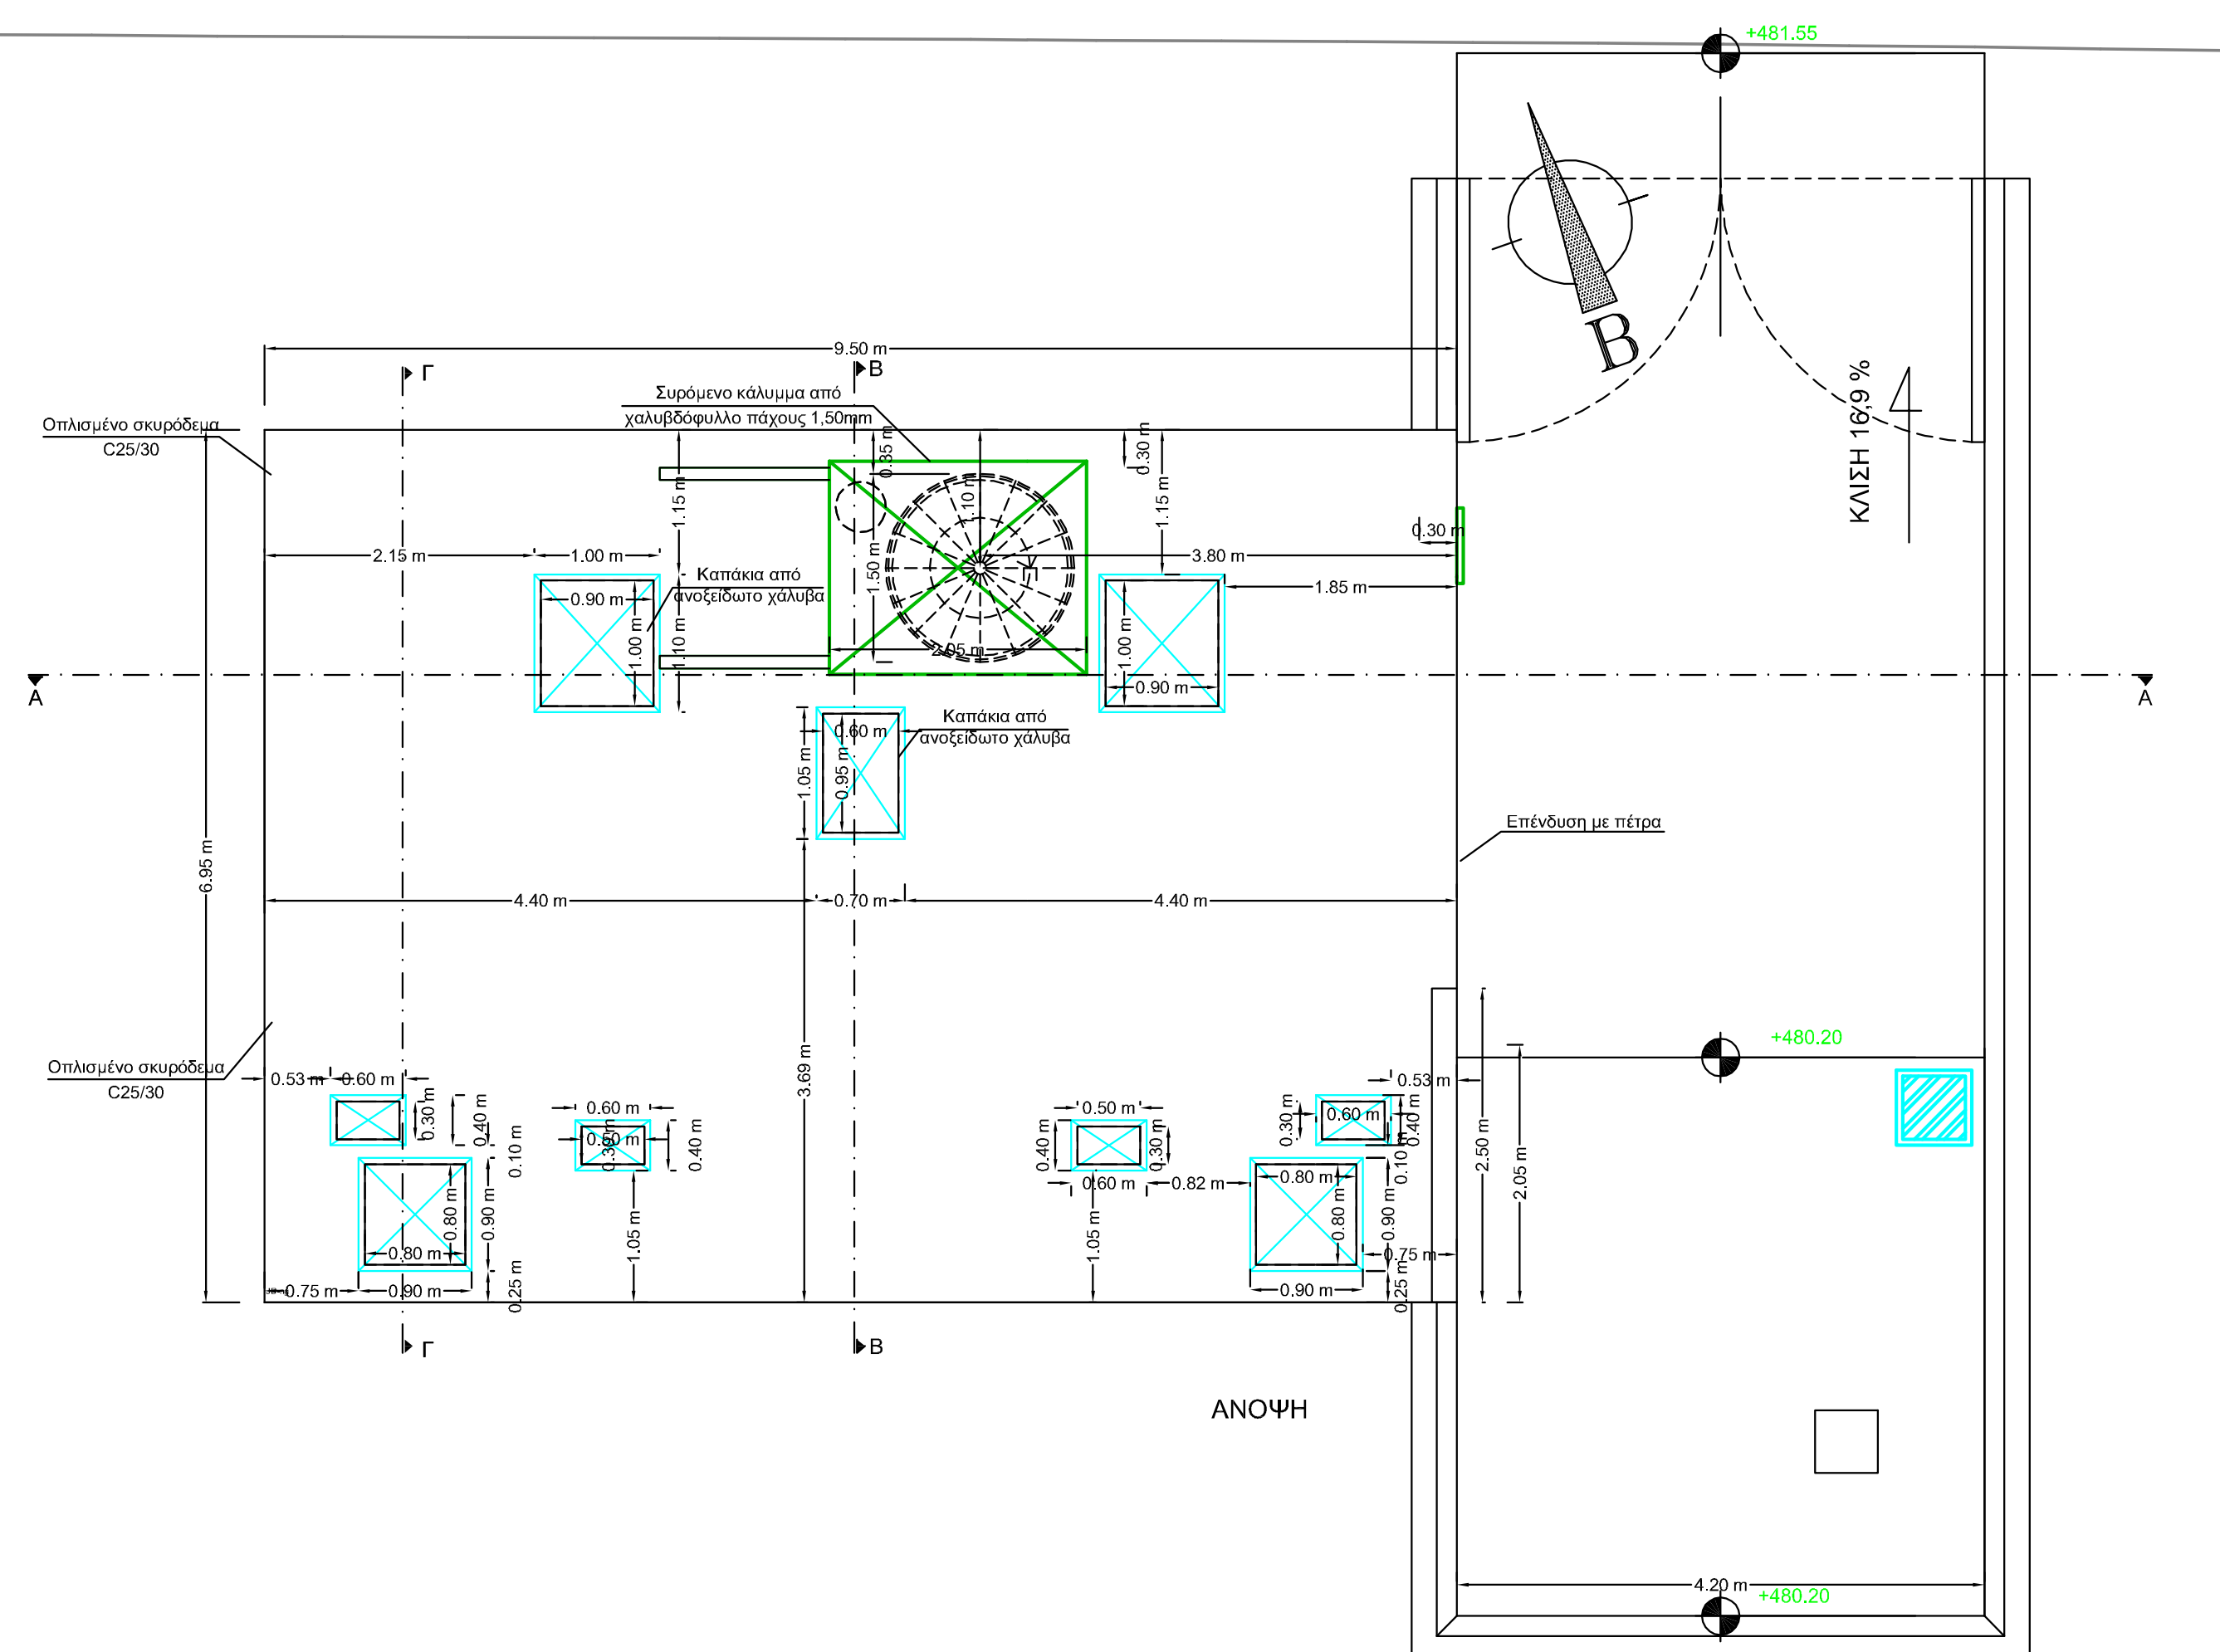 +481.55
B
ΚΛΙΣΗ 16,9 %
9.50 m
Γ
B
Συρόμενο κάλυμμα από
χαλυβδόφυλλο πάχους 1,50mm
Οπλισμένο σκυρόδεμα
C25/30
0.35 m
0.30 m
1.15 m
1.15 m
1.50 m
0.30 m
2.15 m
1.00 m
3.80 m
1.85 m
Καπάκια από
ανοξείδωτο χάλυβα
0.90 m
1.00 m
1.10 m
2.05 m
1.00 m
0.90 m
A
A
Καπάκια από
ανοξείδωτο χάλυβα
0.60 m
1.05 m
0.95 m
Επένδυση με πέτρα
6.95 m
4.40 m
0.70 m
4.40 m
3.69 m
+480.20
Οπλισμένο σκυρόδεμα
C25/30
0.53 m
0.60 m
0.30 m
0.40 m
0.10 m
0.60 m
0.50 m
0.30 m
0.40 m
0.50 m
0.40 m
0.30 m
0.60 m
0.82 m
0.53 m
0.30 m
0.60 m
0.40 m
0.10 m
2.50 m
2.05 m
0.80 m
0.90 m
0.80 m
1.05 m
1.05 m
0.80 m
0.80 m
0.90 m
0.75 m
0.75 m
0.90 m
0.25 m
0.90 m
0.25 m
Γ
B
ΑΝΟΨΗ
4.20 m
+480.20